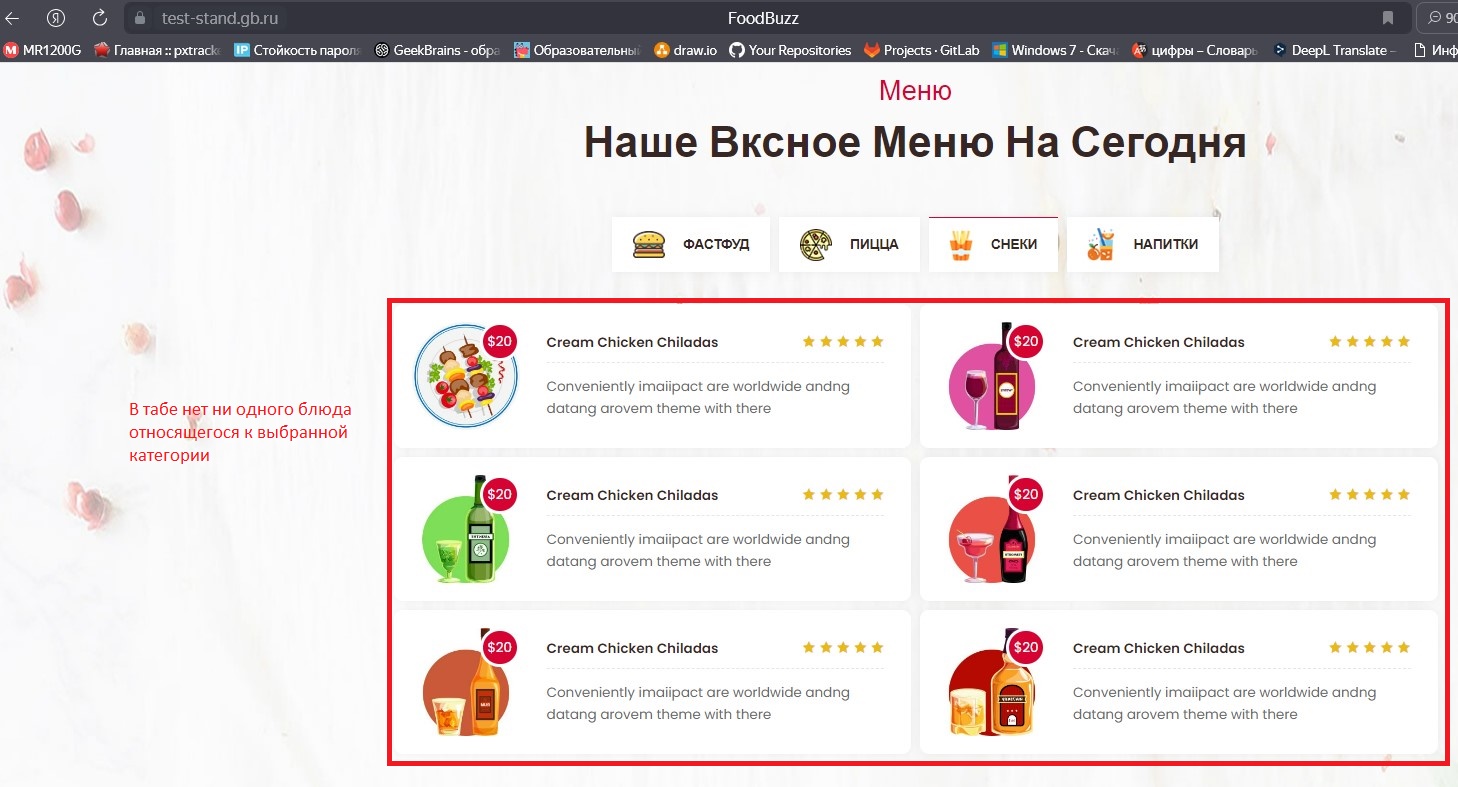 test-stand.gb.ru
FoodBuzz
90
MR1200G
Главная :: pxtrack
Стойкость пароля
GeekBrains - обра
Образовательны
draw.io
Your Repositories
Projects · GitLab
Windows 7 - Скача
цифры – Словарь
DeepL Translate –
Инф
Меню
Наше Вксное Меню На Сегодня
ФАСТФУД
ПИЦЦА
СНЕКИ
НАПИТКИ
В табе нет ни одного блюда
относящегося к выбранной
категории
$20
Cream Chicken Chiladas
Conveniently imaiipact are worldwide andng
datang arovem theme with there
$20
Cream Chicken Chiladas
Conveniently imaiipact are worldwide andng
datang arovem theme with there
$20
Cream Chicken Chiladas
Conveniently imaiipact are worldwide andng
datang arovem theme with there
$20
Cream Chicken Chiladas
Conveniently imaiipact are worldwide andng
datang arovem theme with there
$20
Cream Chicken Chiladas
Conveniently imaiipact are worldwide andng
datang arovem theme with there
$20
Cream Chicken Chiladas
Conveniently imaiipact are worldwide andng
datang arovem theme with there